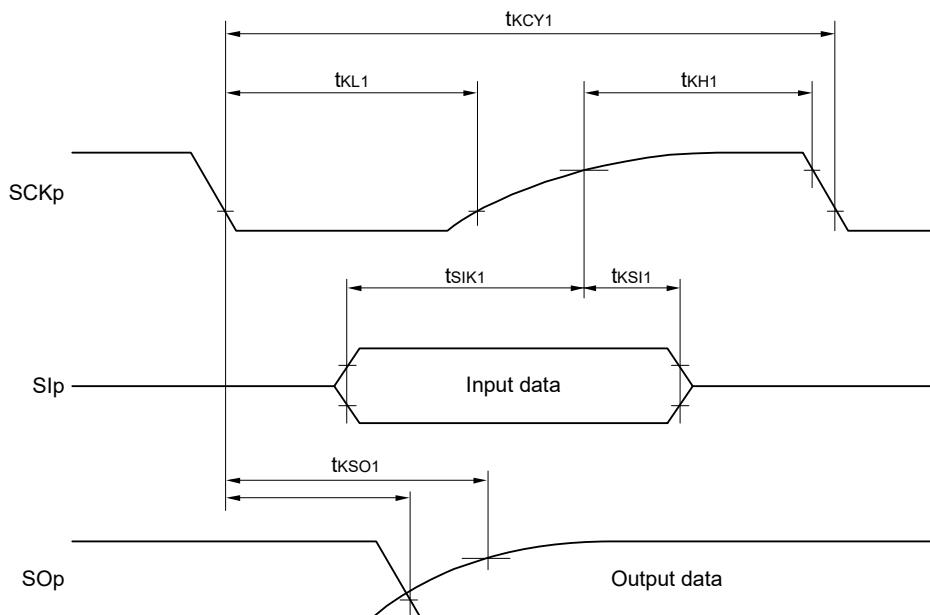 tKCY1
tKL1
tKH1
SCKp
tSIK1
tKSI1
SIp
Input data
tKSO1
SOp
Output data